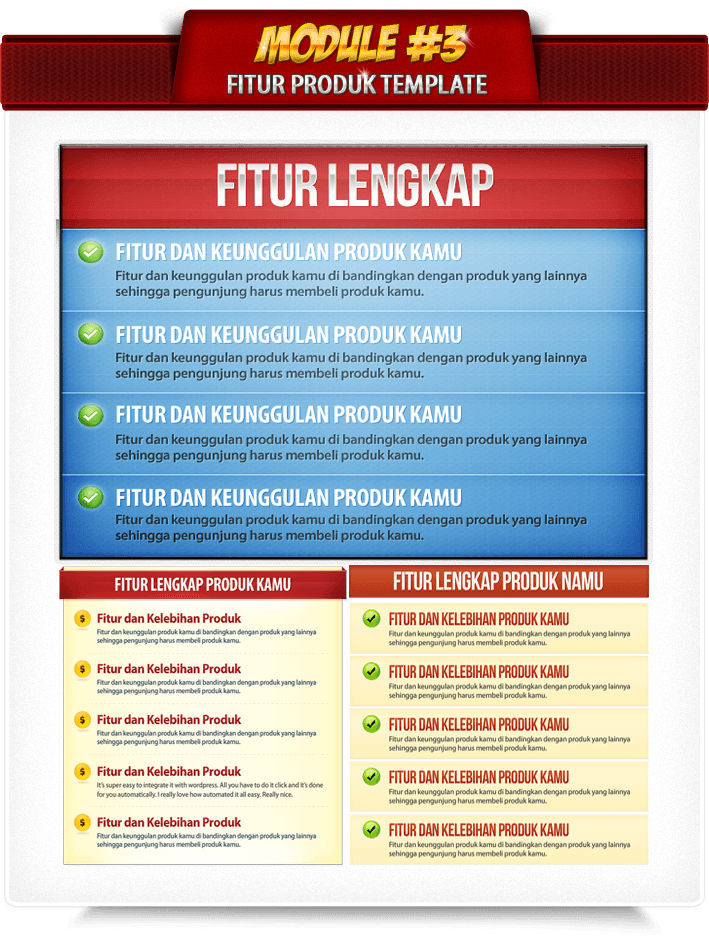 MODULE #3
FITUR PRODUK TEMPLATE
FITUR LENGKAP
FITUR DAN KEUNGGULAN PRODUK KAMU
Fitur dan keunggulan produk kamu di bandingkan dengan produk yang lainnya
sehingga pengunjung harus membeli produk kamu.
FITUR DAN KEUNGGULAN PRODUK KAMU
Fitur dan keunggulan produk kamu di bandingkan dengan produk yang lainnya
sehingga pengunjung harus membeli produk kamu.
FITUR DAN KEUNGGULAN PRODUK KAMU
Fitur dan keunggulan produk kamu di bandingkan dengan produk yang lainnya
sehingga pengunjung harus membeli produk kamu.
FITUR DAN KEUNGGULAN PRODUK KAMU
Fitur dan keunggulan produk kamu di bandingkan dengan produk yang lainnya
sehingga pengunjung harus membeli produk kamu.
FITUR LENGKAP PRODUK KAMU
$ Fitur dan Kelebihan Produk
Fitur dan keunggulan produk kamu di bandingkan dengan produk yang lainnya
sehingga pengunjung harus membeli produk kamu.
$ Fitur dan Kelebihan Produk
Fitur dan keunggulan produk kamu di bandingkan dengan produk yang lainnya
sehingga pengunjung harus membeli produk kamu.
$ Fitur dan Kelebihan Produk
Fitur dan keunggulan produk kamu di bandingkan dengan produk yang lainnya
sehingga pengunjung harus membeli produk kamu.
$ Fitur dan Kelebihan Produk
It's super easy to integrate it with wordpress. All you have to do it click and it's done
for you automatically. I really love how automated it all easy. Really nice.
$ Fitur dan Kelebihan Produk
Fitur dan keunggulan produk kamu di bandingkan dengan produk yang lainnya
sehingga pengunjung harus membeli produk kamu.
FITUR LENGKAP PRODUK NAMU
FITUR DAN KELEBIHAN PRODUK KAMU
Fitur dan keunggulan produk kamu di bandingkan dengan produk yang lainnya
sehingga pengunjung harus membeli produk kamu.
FITUR DAN KELEBIHAN PRODUK KAMU
Fitur dan keunggulan produk kamu di bandingkan dengan produk yang lainnya
sehingga pengunjung harus membeli produk kamu.
FITUR DAN KELEBIHAN PRODUK KAMU
Fitur dan keunggulan produk kamu di bandingkan dengan produk yang lainnya
sehingga pengunjung harus membeli produk kamu.
FITUR DAN KELEBIHAN PRODUK KAMU
Fitur dan keunggulan produk kamu di bandingkan dengan produk yang lainnya
sehingga pengunjung harus membeli produk kamu.
FITUR DAN KELEBIHAN PRODUK KAMU
Fitur dan keunggulan produk kamu di bandingkan dengan produk yang lainnya
sehingga pengunjung harus membeli produk kamu.